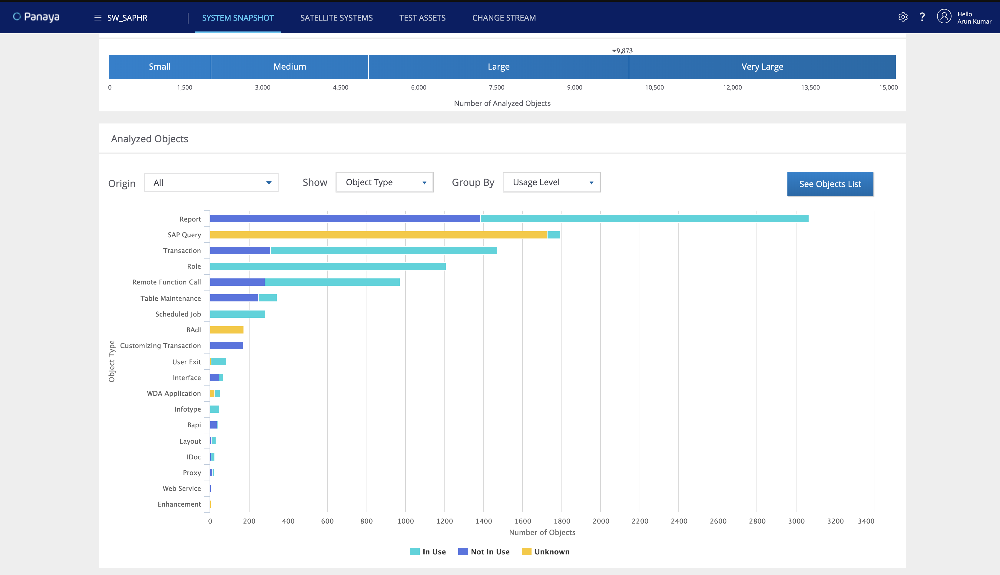 Panaya
SW_SAPHR
SYSTEM SNAPSHOT
SATELLITE SYSTEMS
TEST ASSETS
CHANGE STREAM
?
Hello
Arun Kumar
9,873
Small
Medium
Large
Very Large
0 1,500 3,000 4,500 6,000 7,500 9,000 10,500 12,000 13,500 15,000
Number of Analyzed Objects
Analyzed Objects
Origin All
Show Object Type
Group By Usage Level
See Objects List
Object Type
Report
SAP Query
Transaction
Role
Remote Function Call
Table Maintenance
Scheduled Job
BAdI
Customizing Transaction
User Exit
Interface
WDA Application
Infotype
Bapi
Layout
IDoc
Proxy
Web Service
Enhancement
0 200 400 600 800 1000 1200 1400 1600 1800 2000 2200 2400 2600 2800 3000 3200 3400
Number of Objects
In Use Not In Use Unknown